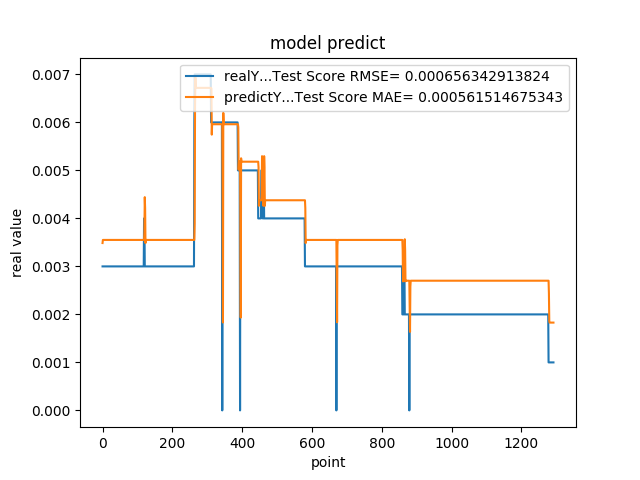 model predict
realY...Test Score RMSE= 0.000656342913824
predictY...Test Score MAE= 0.000561514675343
0.007
0.006
0.005
0.004
0.003
0.002
0.001
0.000
real value
0 200 400 600 800 1000 1200
point